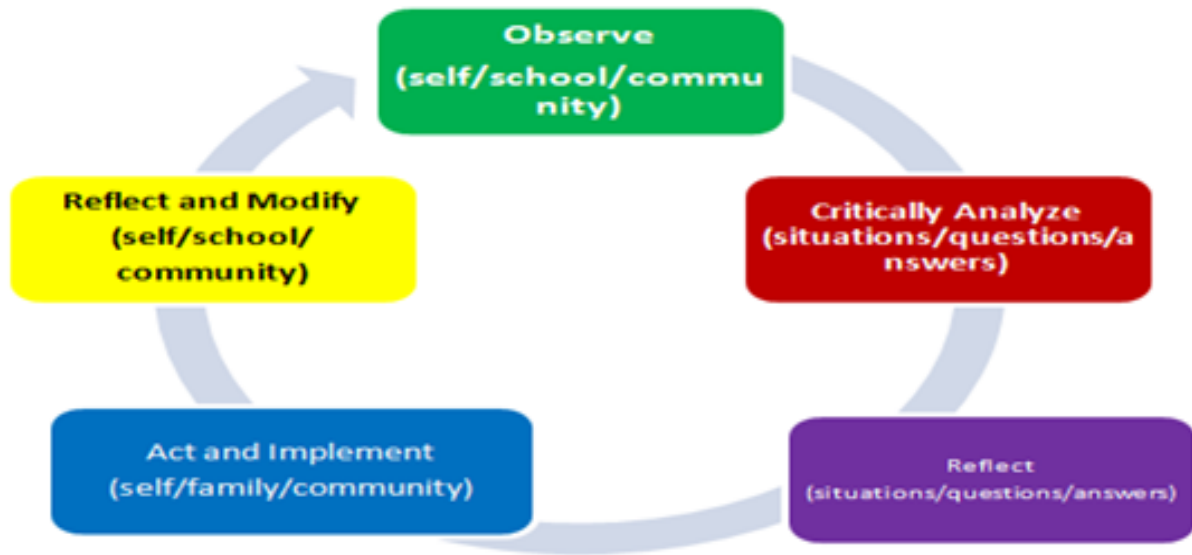 Observe
(self/school/commu
nity)
Critically Analyze
(situations/questions/a
nswers)
Reflect
(situations/questions/answers)
Act and Implement
(self/family/community)
Reflect and Modify
(self/school/
community)